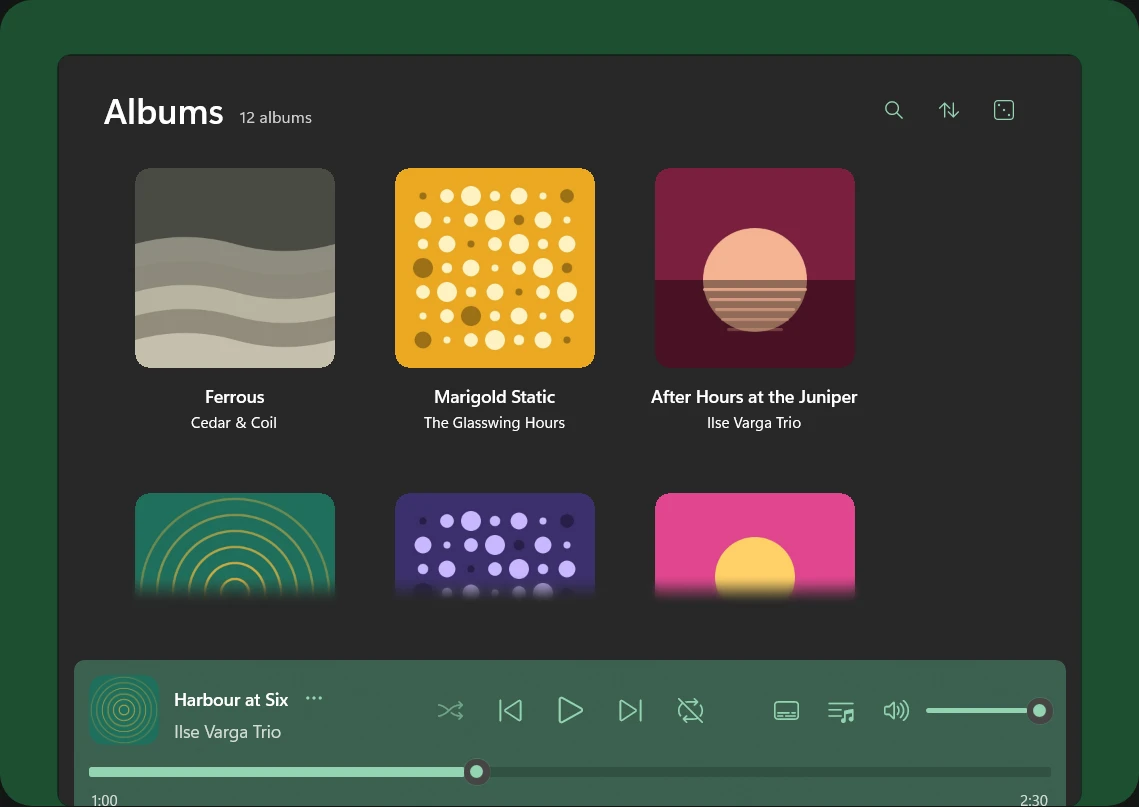 Albums
12 albums
Ferrous
Cedar & Coil
Marigold Static
The Glasswing Hours
After Hours at the Juniper
Ilse Varga Trio
Harbour at Six
Ilse Varga Trio
1:00
2:30